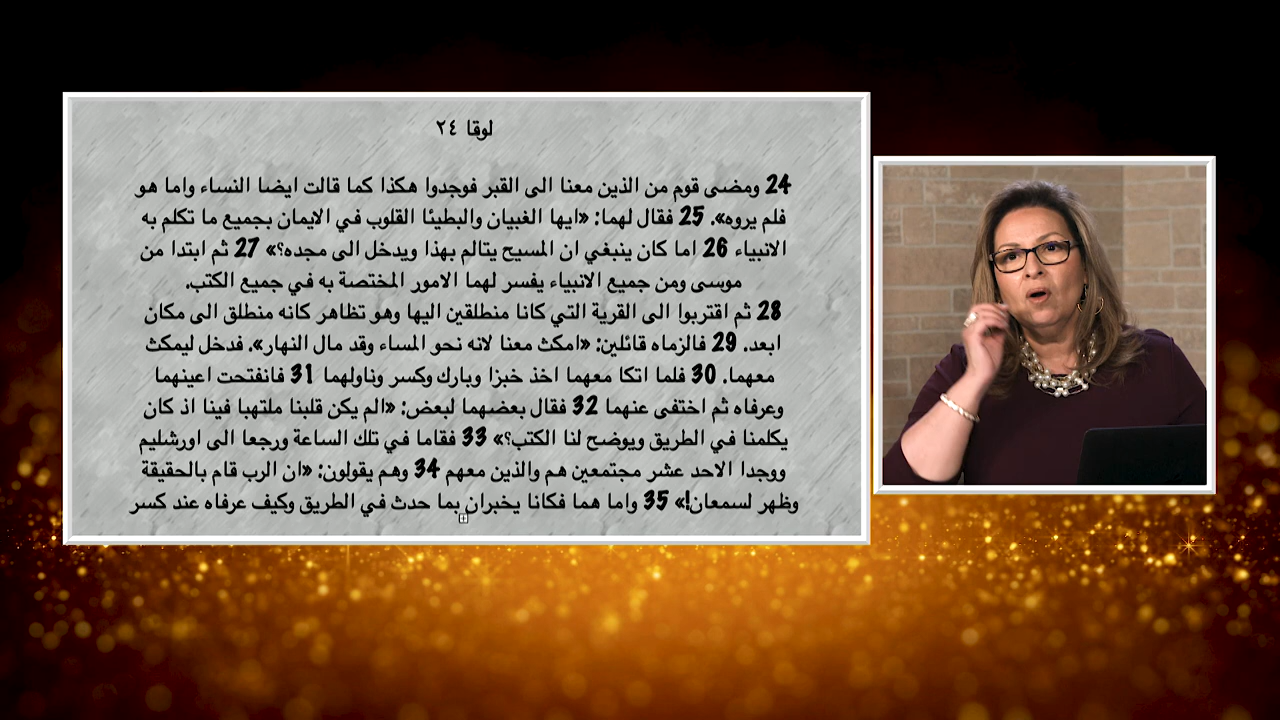 لوقا ٢٤
24 ومضى قوم من الذين معنا الى القبر فوجدوا هكذا كما قالت ايضا النساء واما هو
فلم يروه». 25 فقال لهما: «ايها الغبيان والبطيئا القلوب في الايمان بجميع ما تكلم به
الانبياء 26 اما كان ينبغي ان المسيح يتالم بهذا ويدخل الى مجده؟» 27 ثم ابتدا من
موسى ومن جميع الانبياء يفسر لهما الامور المختصة به في جميع الكتب.
28 ثم اقتربوا الى القرية التي كانا منطلقين اليها وهو تظاهر كانه منطلق الى مكان
ابعد. 29 فالزماه قائلين: «امكث معنا لانه نحو المساء وقد مال النهار». فدخل ليمكث
معهما. 30 فلما اتكا معهما اخذ خبزا وبارك وكسر وناولهما 31 فانفتحت اعينهما
وعرفاه ثم اختفى عنهما 32 فقال بعضهما لبعض: «الم يكن قلبنا ملتهبا فينا اذ كان
يكلمنا في الطريق ويوضح لنا الكتب؟» 33 فقاما في تلك الساعة ورجعا الى اورشليم
ووجدا الاحد عشر مجتمعين هم والذين معهم 34 وهم يقولون: «ان الرب قام بالحقيقة
وظهر لسمعان!» 35 واما هما فكانا يخبران بما حدث في الطريق وكيف عرفاه عند كسر